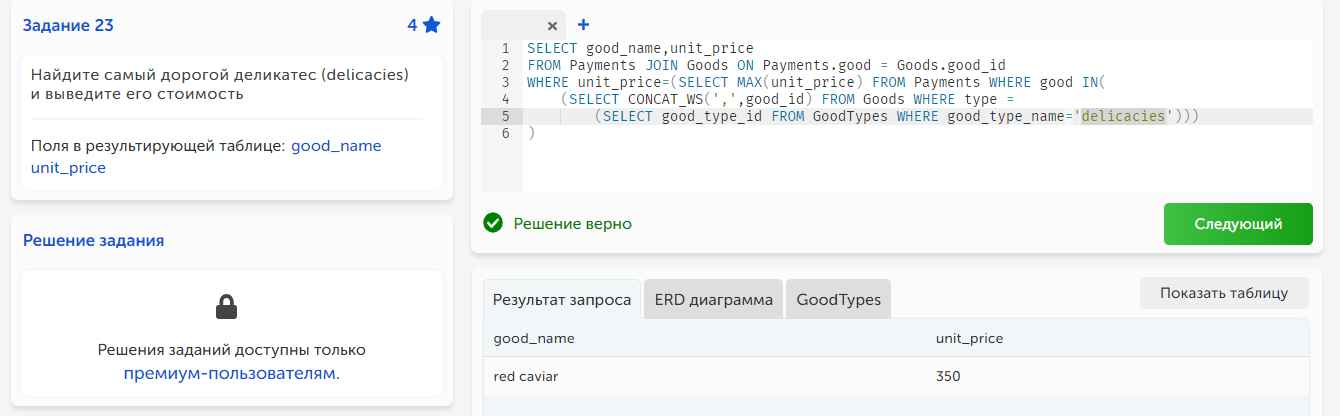 Задание 23
4
Найдите самый дорогой деликатес (delicacies)
и выведите его стоимость
Поля в результирующей таблице: good_name
unit_price
Решение задания
Решения заданий доступны только
премиум-пользователям.
× +
1 SELECT good_name,unit_price
2 FROM Payments JOIN Goods ON Payments.good = Goods.good_id
3 WHERE unit_price=(SELECT MAX(unit_price) FROM Payments WHERE good IN(
4 (SELECT CONCAT_WS(',',good_id) FROM Goods WHERE type =
5 (SELECT good_type_id FROM GoodTypes WHERE good_type_name='delicacies')))
6 )
Решение верно
Следующий
Результат запроса ERD диаграмма GoodTypes Показать таблицу
good_name unit_price
red caviar 350